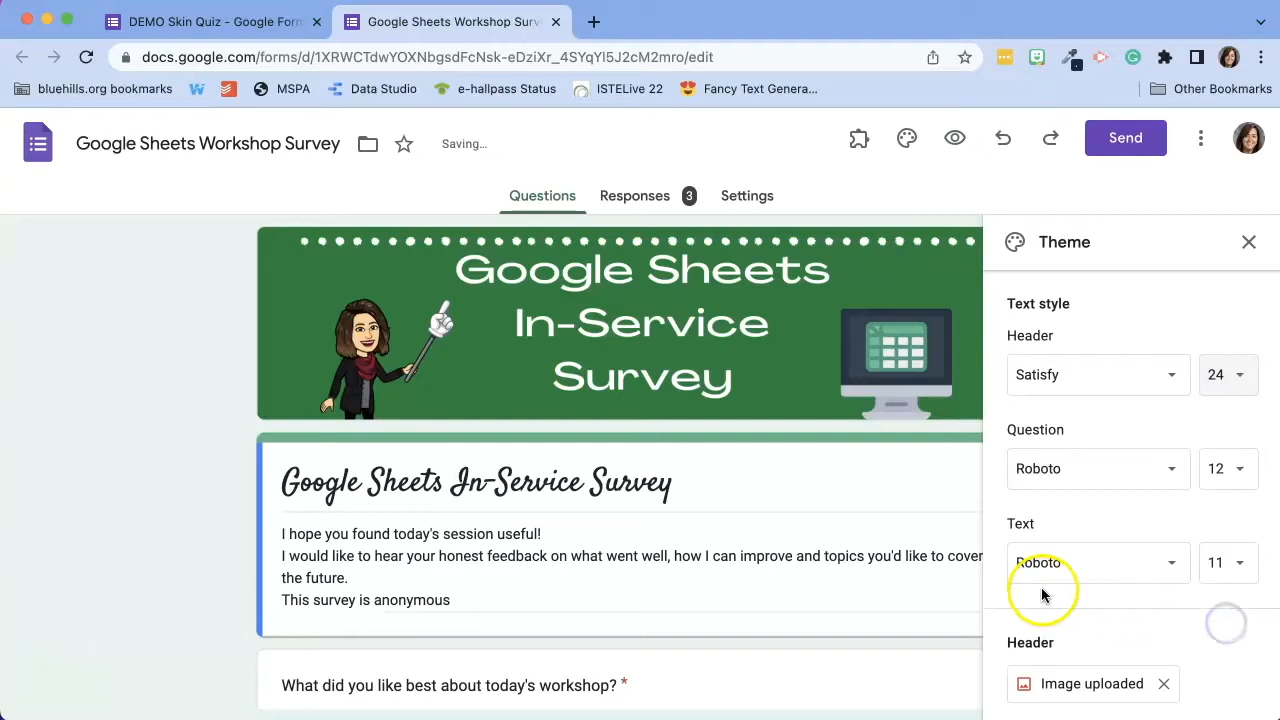 DEMO Skin Quiz - Google Form
Google Sheets Workshop Surv
docs.google.com/forms/d/1XRWCTdwYOXNbgsdFcNsk-eDziXr_4SYqYl5J2cM2mro/edit
bluehills.org bookmarks
MSPA
Data Studio
e-hallpass Status
ISTELive 22
Fancy Text Genera...
Other Bookmarks
Google Sheets Workshop Survey
Saving...
Send
Questions
Responses 3
Settings
Google Sheets
In-Service
Survey
Google Sheets In-Service Survey
I hope you found today's session useful!
I would like to hear your honest feedback on what went well, how I can improve and topics you'd like to cover
the future.
This survey is anonymous
What did you like best about today's workshop? *
Theme
Text style
Header
Satisfy 24
Question
Roboto 12
Text
Roboto 11
Header
Image uploaded